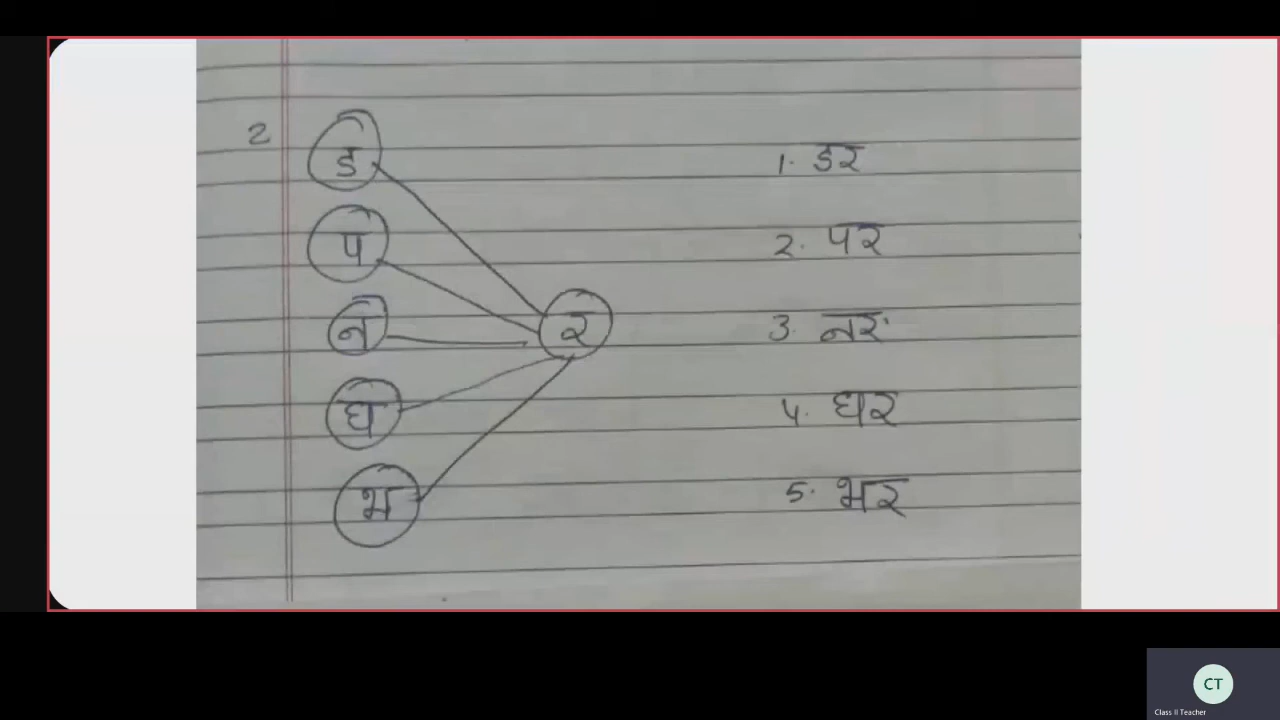 2
ड
प
न
घ
भ
र
1. डर
2. पर
3. नर
4. घर
5. भर
CT
Class II Teacher